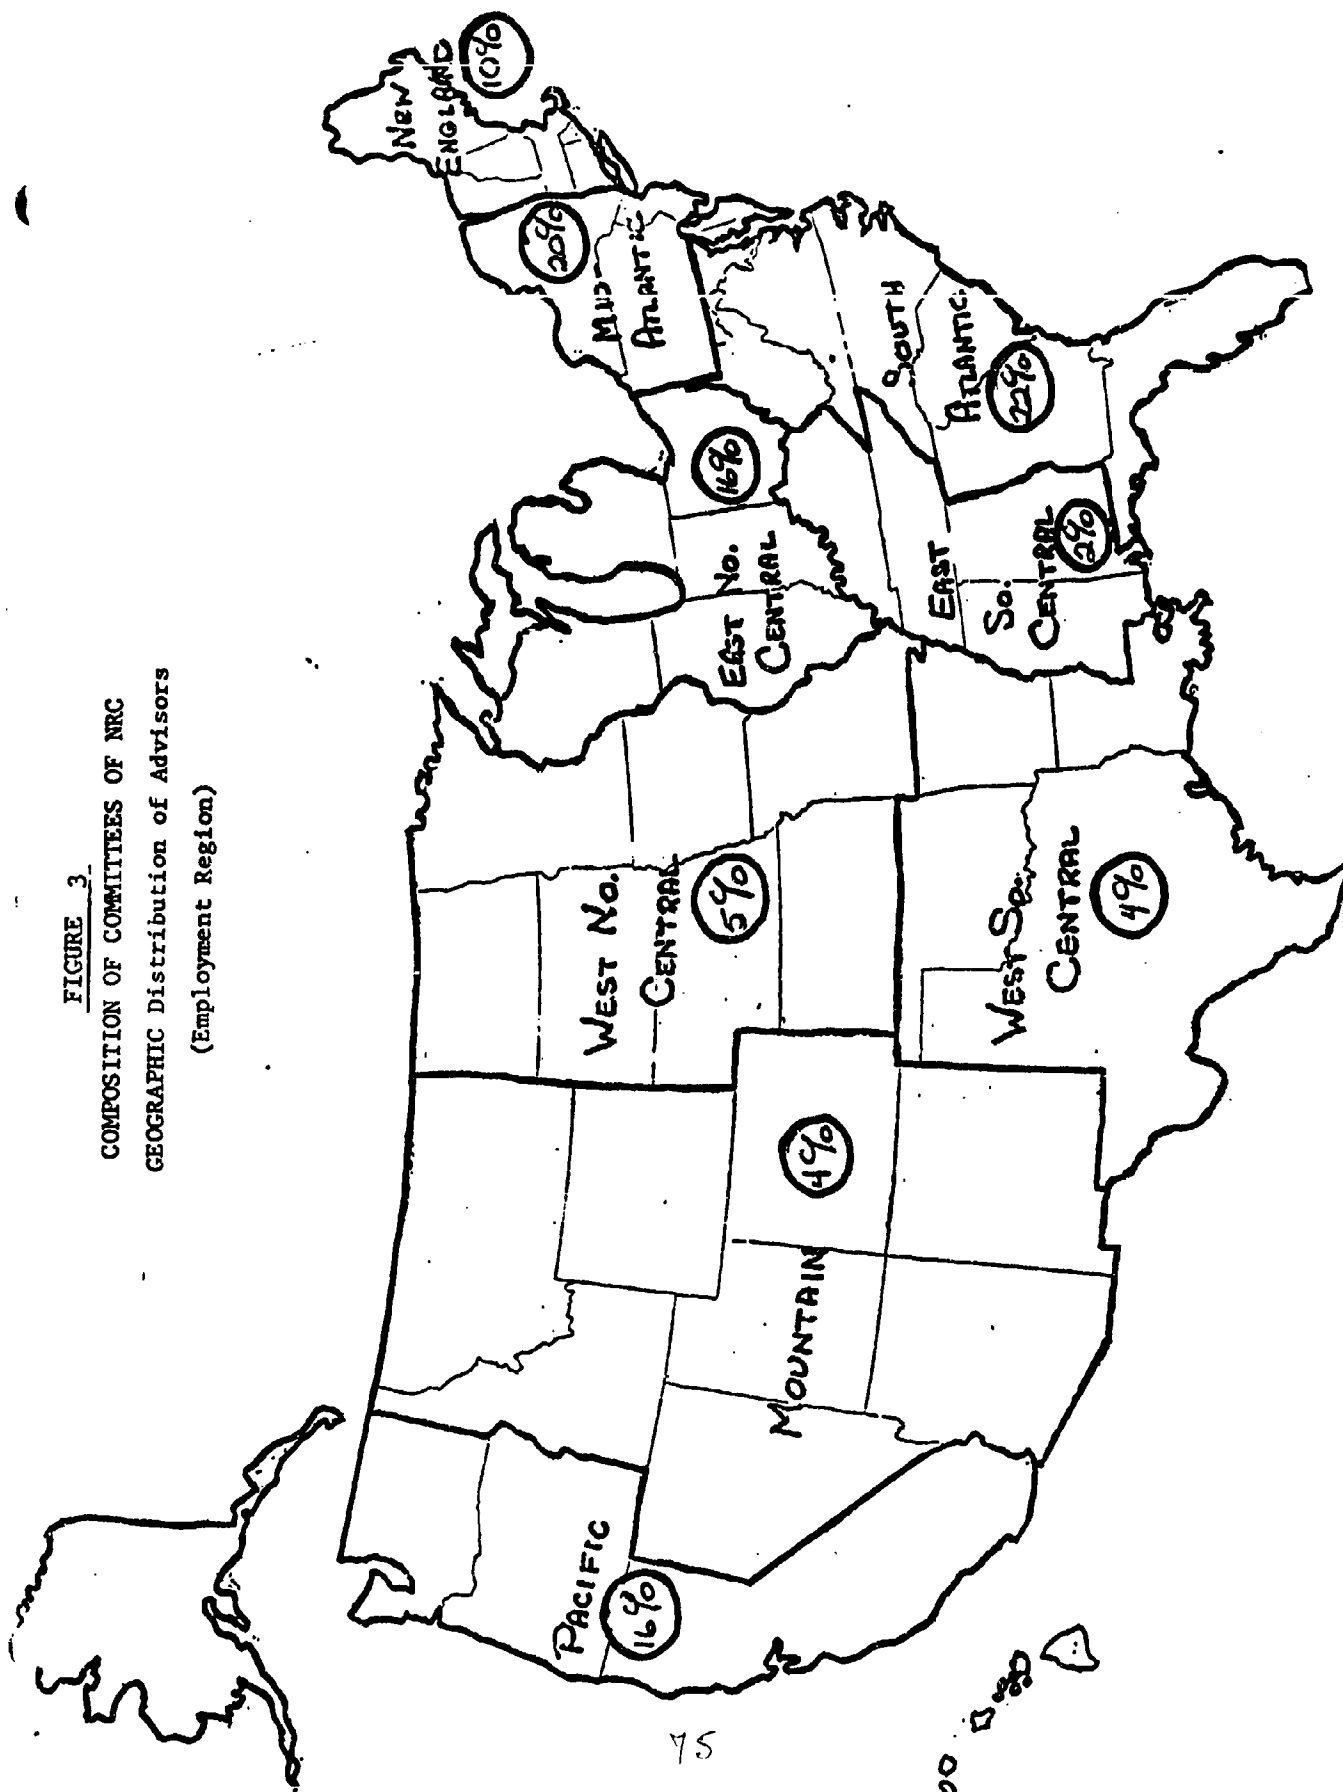 FIGURE 3
COMPOSITION OF COMMITTEES OF NRC
GEOGRAPHIC Distribution of Advisors
(Employment Region)
NEW
ENGLAND
10%
20%
MID-
ATLANTIC
16%
EAST NO.
CENTRAL
SOUTH
ATLANTIC
22%
EAST
SO.
CENTRAL
2%
WEST NO.
CENTRAL
5%
WEST SO.
CENTRAL
4%
4%
MOUNTAIN
PACIFIC
16%
75